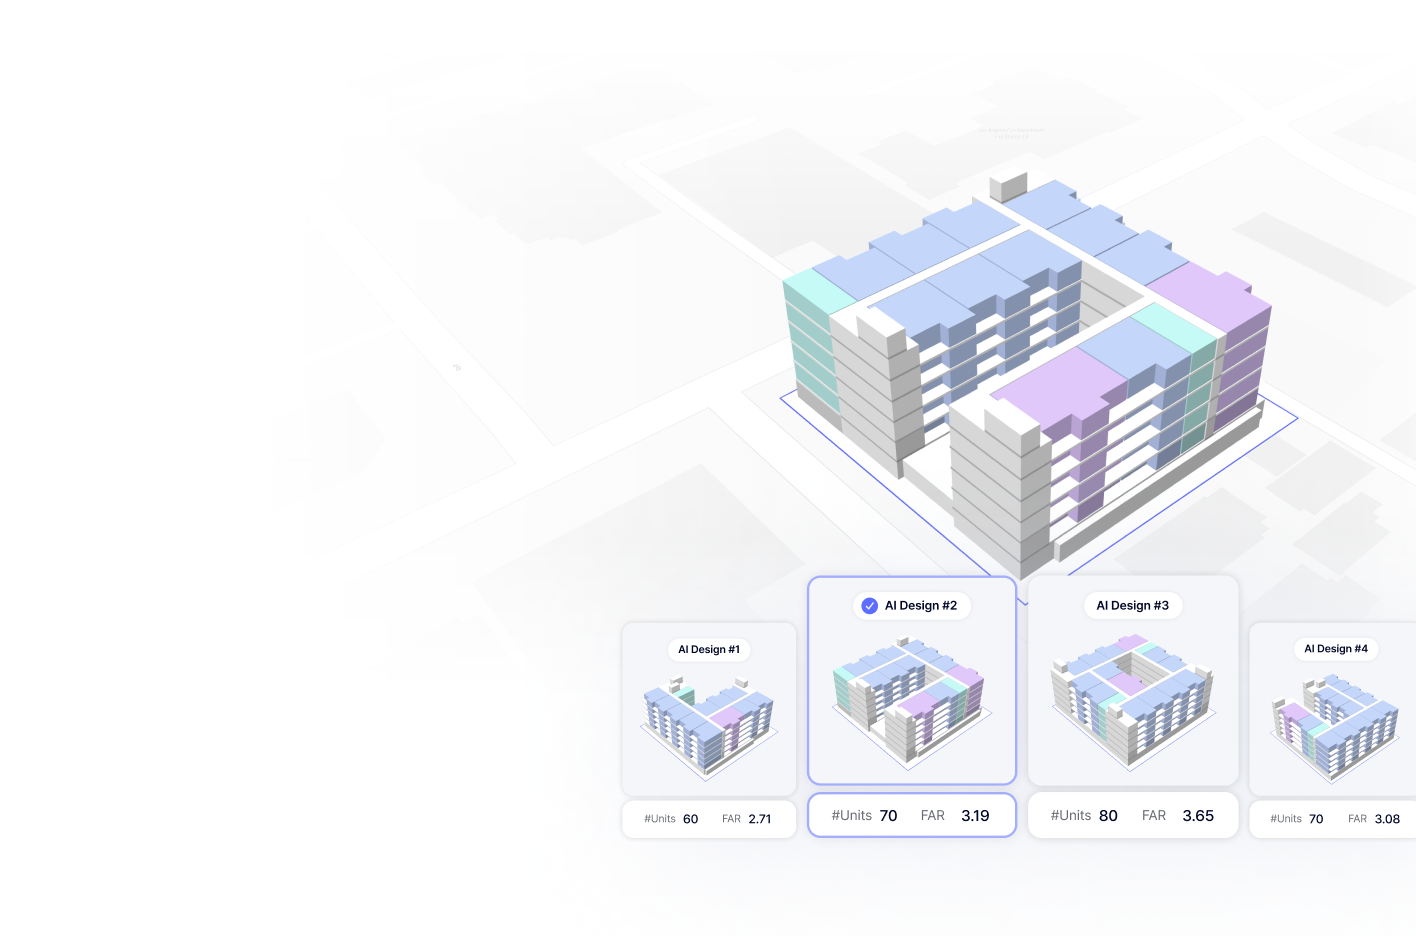 AI Design #1
AI Design #2
AI Design #3
AI Design #4
#Units 60 FAR 2.71
#Units 70 FAR 3.19
#Units 80 FAR 3.65
#Units 70 FAR 3.08